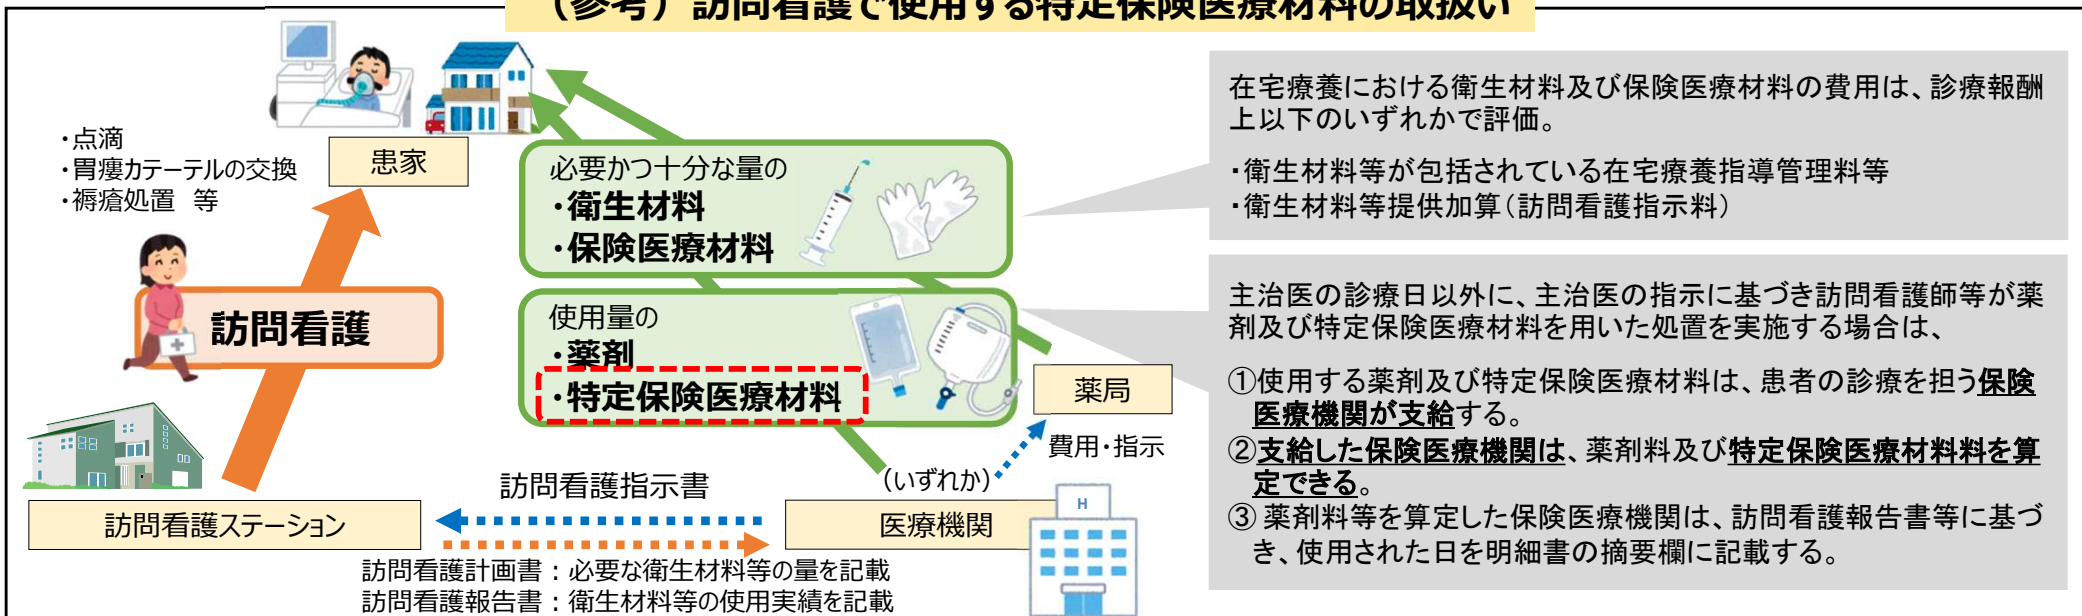 （参考）訪問看護で使用する特定保険医療材料の取扱い
・点滴
・胃瘻カテーテルの交換
・褥瘡処置　等
患家
訪問看護
必要かつ十分な量の
・衛生材料
・保険医療材料
使用量の
・薬剤
・特定保険医療材料
薬局
費用・指示
（いずれか）
訪問看護指示書
訪問看護ステーション
医療機関
H
訪問看護計画書：必要な衛生材料等の量を記載
訪問看護報告書：衛生材料等の使用実績を記載
在宅療養における衛生材料及び保険医療材料の費用は、診療報酬
上以下のいずれかで評価。
・衛生材料等が包括されている在宅療養指導管理料等
・衛生材料等提供加算（訪問看護指示料）
主治医の診療日以外に、主治医の指示に基づき訪問看護師等が薬
剤及び特定保険医療材料を用いた処置を実施する場合は、
①使用する薬剤及び特定保険医療材料は、患者の診療を担う保険
医療機関が支給する。
②支給した保険医療機関は、薬剤料及び特定保険医療材料料を算
定できる。
③ 薬剤料等を算定した保険医療機関は、訪問看護報告書等に基づ
き、使用された日を明細書の摘要欄に記載する。